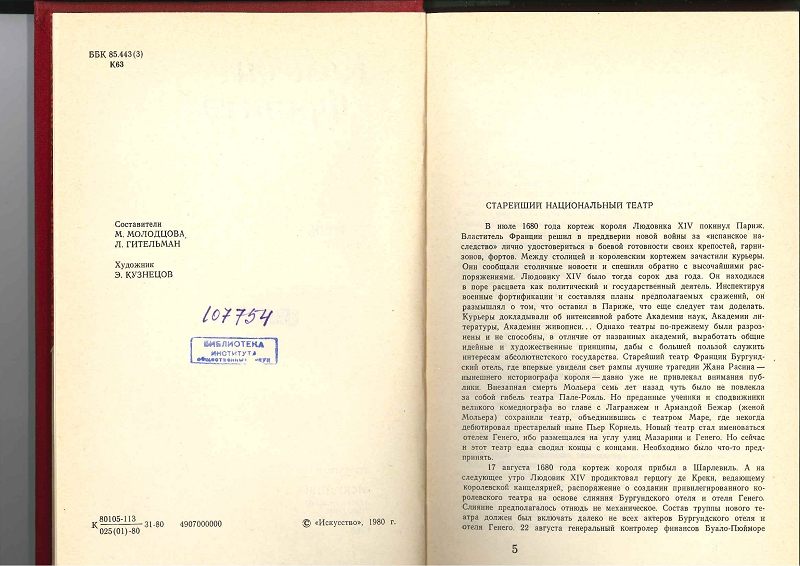 ББК 85.443(3)
К63
Составители
М. МОЛОДЦОВА,
Л. ГИТЕЛЬМАН
Художник
Э. КУЗНЕЦОВ
107754
БИБЛИОТЕКА
ИНСТИТУТА
ОБЩЕСТВЕННЫХ НАУК
К 80105-113 31-80 4907000000
025(01)-80
© «Искусство», 1980 г.
СТАРЕЙШИЙ НАЦИОНАЛЬНЫЙ ТЕАТР
В июле 1680 года кортеж короля Людовика XIV покинул Париж.
Властитель Франции решил в преддверии новой войны за «испанское на-
следство» лично удостовериться в боевой готовности своих крепостей, гарни-
зонов, фортов. Между столицей и королевским кортежем зачастили курьеры.
Они сообщали столичные новости и спешили обратно с высочайшими рас-
поряжениями. Людовику XIV было тогда сорок два года. Он находился
в поре расцвета как политический и государственный деятель. Инспектируя
военные фортификации и составляя планы предполагаемых сражений, он
размышлял о том, что оставил в Париже, что еще следует там доделать.
Курьеры докладывали об интенсивной работе Академии наук, Академии ли-
тературы, Академии живописи... Однако театры по-прежнему были разроз-
нены и не способны, в отличие от названных академий, выработать общие
идейные и художественные принципы, дабы с большей пользой служить
интересам абсолютистского государства. Старейший театр Франции Бургунд-
ский отель, где впервые увидели свет рампы лучшие трагедии Жана Расина —
нынешнего историографа короля — давно уже не привлекал внимания пуб-
лики. Внезапная смерть Мольера семь лет назад чуть было не повлекла
за собой гибель театра Пале-Рояль. Но преданные ученики и сподвижники
великого комедиографа во главе с Лагранжем и Армандой Бежар (женой
Мольера) сохранили театр, объединившись с театром Маре, где некогда
дебютировал престарелый ныне Пьер Корнель. Новый театр стал именоваться
отелем Генего, ибо размещался на углу улиц Мазарини и Генего. Но сейчас
и этот театр едва сводил концы с концами. Необходимо было что-то пред-
принять.
17 августа 1680 года кортеж короля прибыл в Шарлевиль. А на
следующее утро Людовик XIV продиктовал герцогу де Креки, ведающему
королевской канцелярией, распоряжение о создании привилегированного ко-
ролевского театра на основе слияния Бургундского отеля и отеля Генего.
Слияние предполагалось отнюдь не механическое. Состав труппы нового те-
атра должен был включать далеко не всех актеров Бургундского отеля и
отеля Генего. 22 августа генеральный контролер финансов Буало-Пюйморе
5